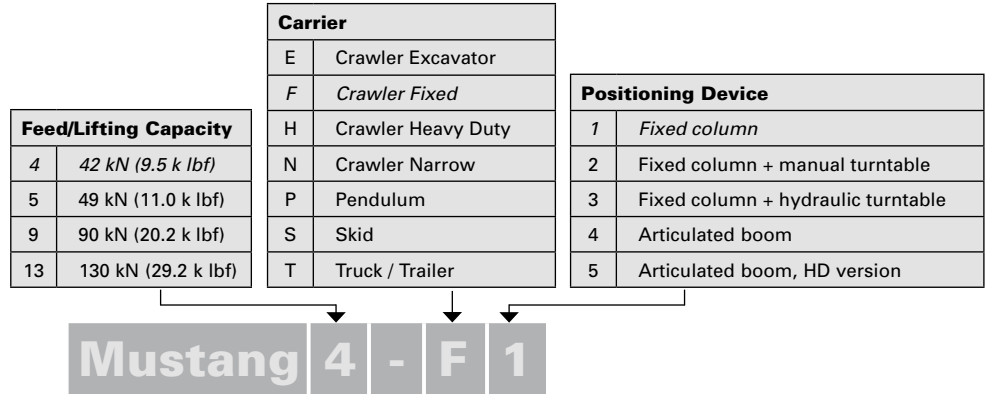 Feed/Lifting Capacity
4 42 kN (9.5 k lbf)
5 49 kN (11.0 k lbf)
9 90 kN (20.2 k lbf)
13 130 kN (29.2 k lbf)
Carrier
E Crawler Excavator
F Crawler Fixed
H Crawler Heavy Duty
N Crawler Narrow
P Pendulum
S Skid
T Truck / Trailer
Positioning Device
1 Fixed column
2 Fixed column + manual turntable
3 Fixed column + hydraulic turntable
4 Articulated boom
5 Articulated boom, HD version
Mustang 4 - F 1